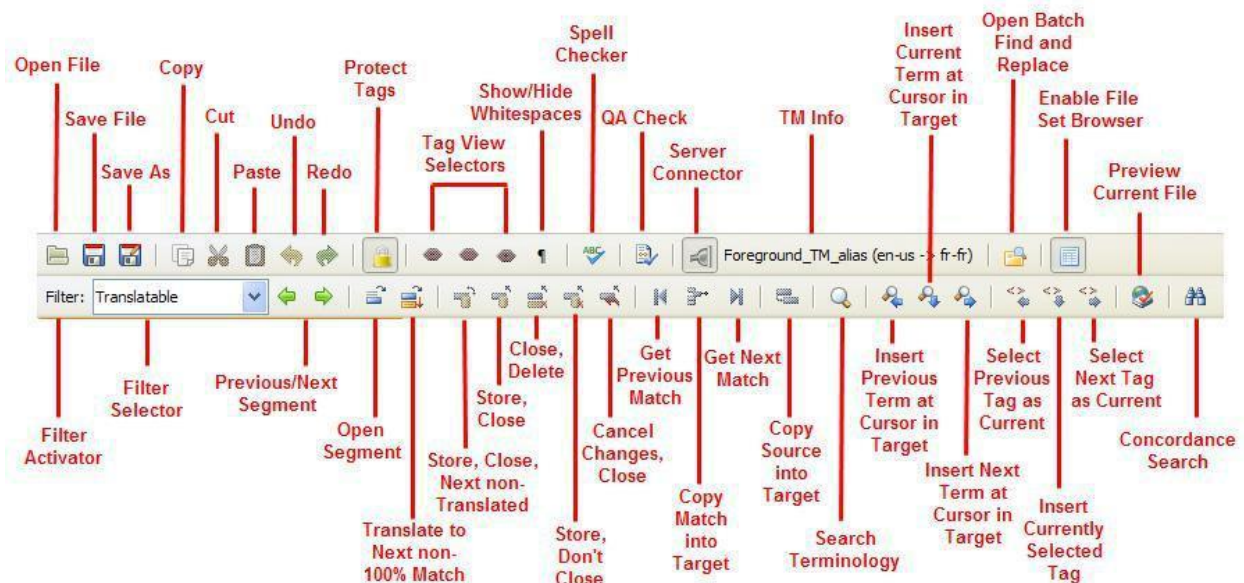 Open File
Save File
Save As
Copy
Cut
Paste
Undo
Redo
Protect
Tags
Tag View
Selectors
Show/Hide
Whitespaces
Spell
Checker
QA Check
Server
Connector
TM Info
Insert
Current
Term at
Cursor in
Target
Open Batch
Find and
Replace
Enable File
Set Browser
Preview
Current File
ABC
Foreground_TM_alias (en-us -> fr-fr)
Filter: Translatable
Filter
Activator
Filter
Selector
Previous/Next
Segment
Open
Segment
Translate to
Next non-
100% Match
Store, Close,
Next non-
Translated
Store,
Close
Close,
Delete
Store,
Don't
Close
Cancel
Changes,
Close
Get
Previous
Match
Copy
Match
into
Target
Get Next
Match
Copy
Source
into
Target
Search
Terminology
Insert
Previous
Term at
Cursor in
Target
Insert Next
Term at
Cursor in
Target
Select
Previous
Tag as
Current
Insert
Currently
Selected
Tag
Select
Next Tag
as Current
Concordance
Search